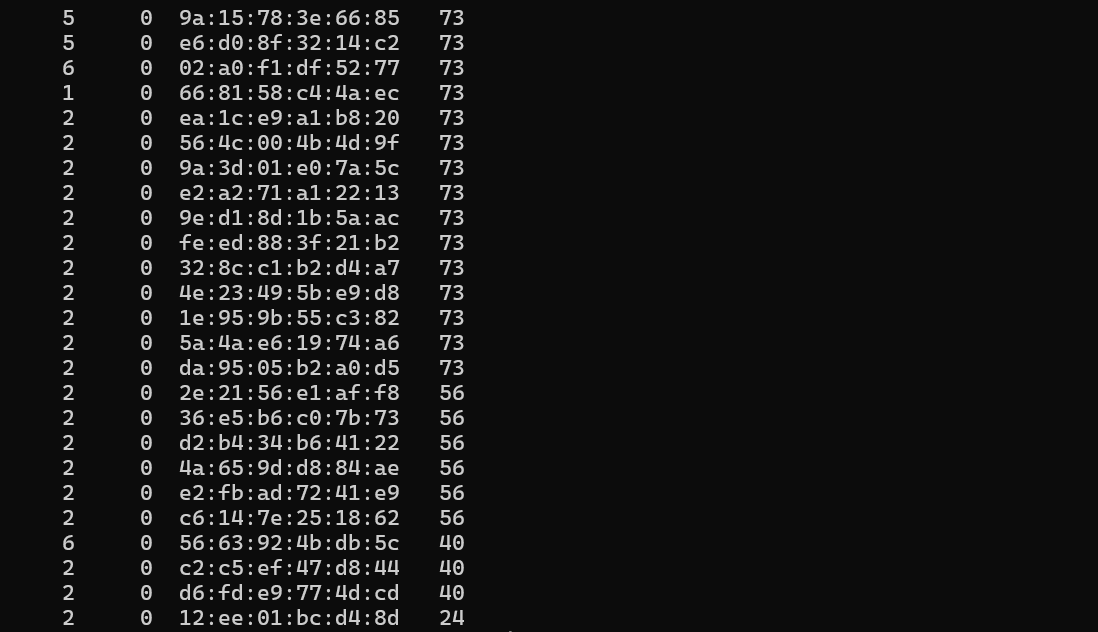 5 0 9a:15:78:3e:66:85 73
5 0 e6:d0:8f:32:14:c2 73
6 0 02:a0:f1:df:52:77 73
1 0 66:81:58:c4:4a:ec 73
2 0 ea:1c:e9:a1:b8:20 73
2 0 56:4c:00:4b:4d:9f 73
2 0 9a:3d:01:e0:7a:5c 73
2 0 e2:a2:71:a1:22:13 73
2 0 9e:d1:8d:1b:5a:ac 73
2 0 fe:ed:88:3f:21:b2 73
2 0 32:8c:c1:b2:d4:a7 73
2 0 4e:23:49:5b:e9:d8 73
2 0 1e:95:9b:55:c3:82 73
2 0 5a:4a:e6:19:74:a6 73
2 0 da:95:05:b2:a0:d5 73
2 0 2e:21:56:e1:af:f8 56
2 0 36:e5:b6:c0:7b:73 56
2 0 d2:b4:34:b6:41:22 56
2 0 4a:65:9d:d8:84:ae 56
2 0 e2:fb:ad:72:41:e9 56
2 0 c6:14:7e:25:18:62 56
6 0 56:63:92:4b:db:5c 40
2 0 c2:c5:ef:47:d8:44 40
2 0 d6:fd:e9:77:4d:cd 40
2 0 12:ee:01:bc:d4:8d 24